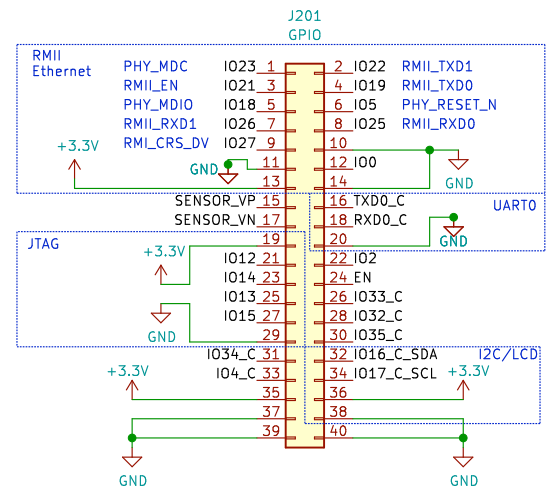 J201
GPIO
RMII
Ethernet
PHY_MDC IO23 1 2 IO22 RMII_TXD1
RMII_EN IO21 3 4 IO19 RMII_TXD0
PHY_MDIO IO18 5 6 IO5 PHY_RESET_N
RMII_RXD1 IO26 7 8 IO25 RMII_RXD0
+3.3V RMI_CRS_DV IO27 9 10
GND 11 12 IO0
13 14 GND
SENSOR_VP 15 16 TXD0_C UART0
SENSOR_VN 17 18 RXD0_C
JTAG 19 20 GND
+3.3V IO12 21 22 IO2
IO14 23 24 EN
IO13 25 26 IO33_C
GND IO15 27 28 IO32_C
29 30 IO35_C
IO34_C 31 32 IO16_C_SDA I2C/LCD
+3.3V IO4_C 33 34 IO17_C_SCL +3.3V
35 36
37 38
39 40
GND GND